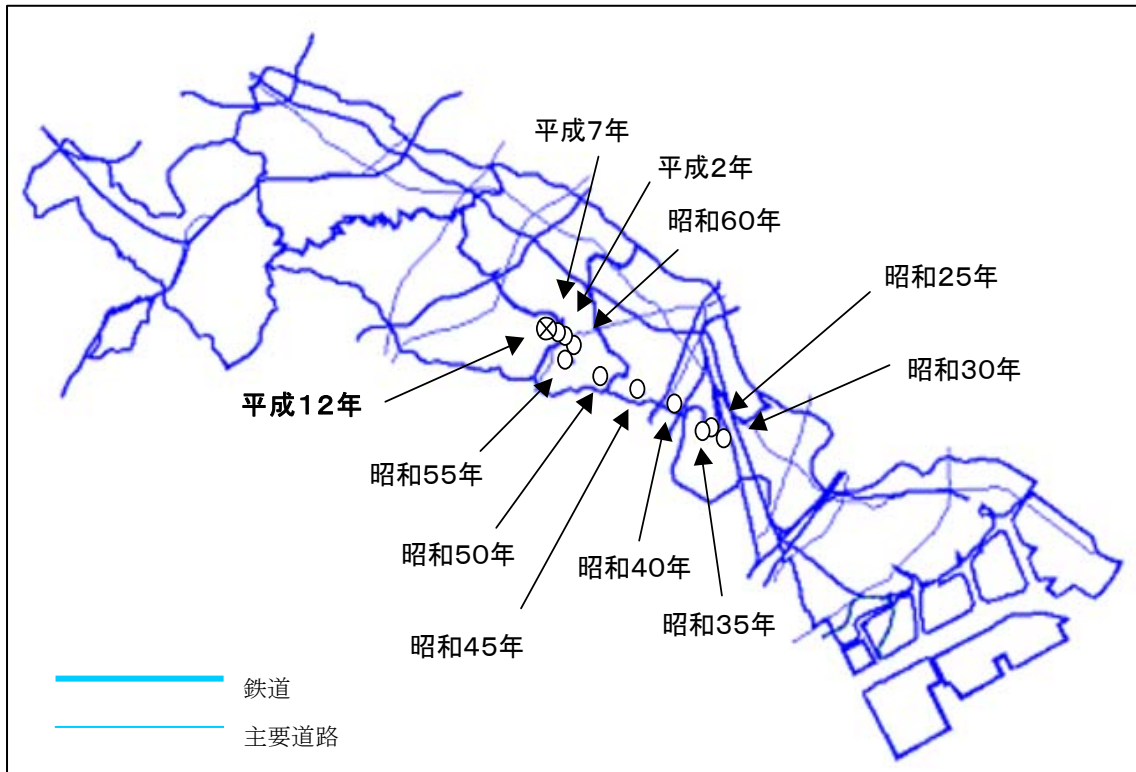 平成7年
平成2年
昭和60年
昭和25年
昭和30年
平成12年
昭和55年
昭和50年
昭和40年
昭和35年
昭和45年
鉄道
主要道路